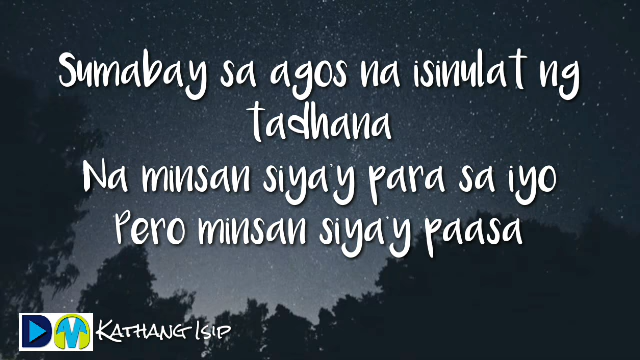 Sumabay sa agos na isinulat ng
tadhana
Na minsan siya'y para sa iyo
Pero minsan siya'y paasa
DM Kathang Isip